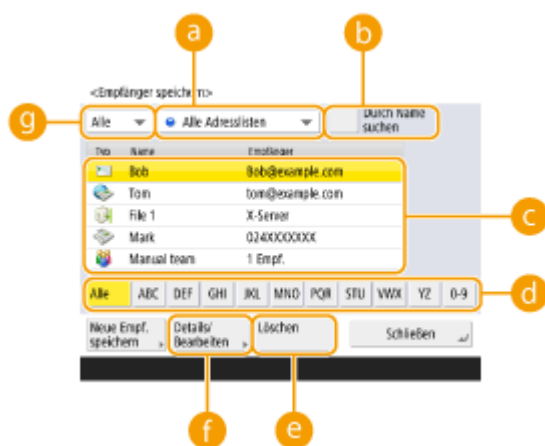 a
b
<Empfänger speichern>
g
Alle
Alle Adresslisten
Durch Name
suchen
Typ Name Empfänger
Bob Bob@example.com
Tom tom@example.com
File 1 X-Server
c
Mark 024XXXXXXX
Manual team 1 Empf.
Alle ABC DEF GHI JKL MNO PQR STU VWX YZ 0-9
d
Neue Empf.
speichern
Details/
Bearbeiten
Löschen
Schließen
f
e